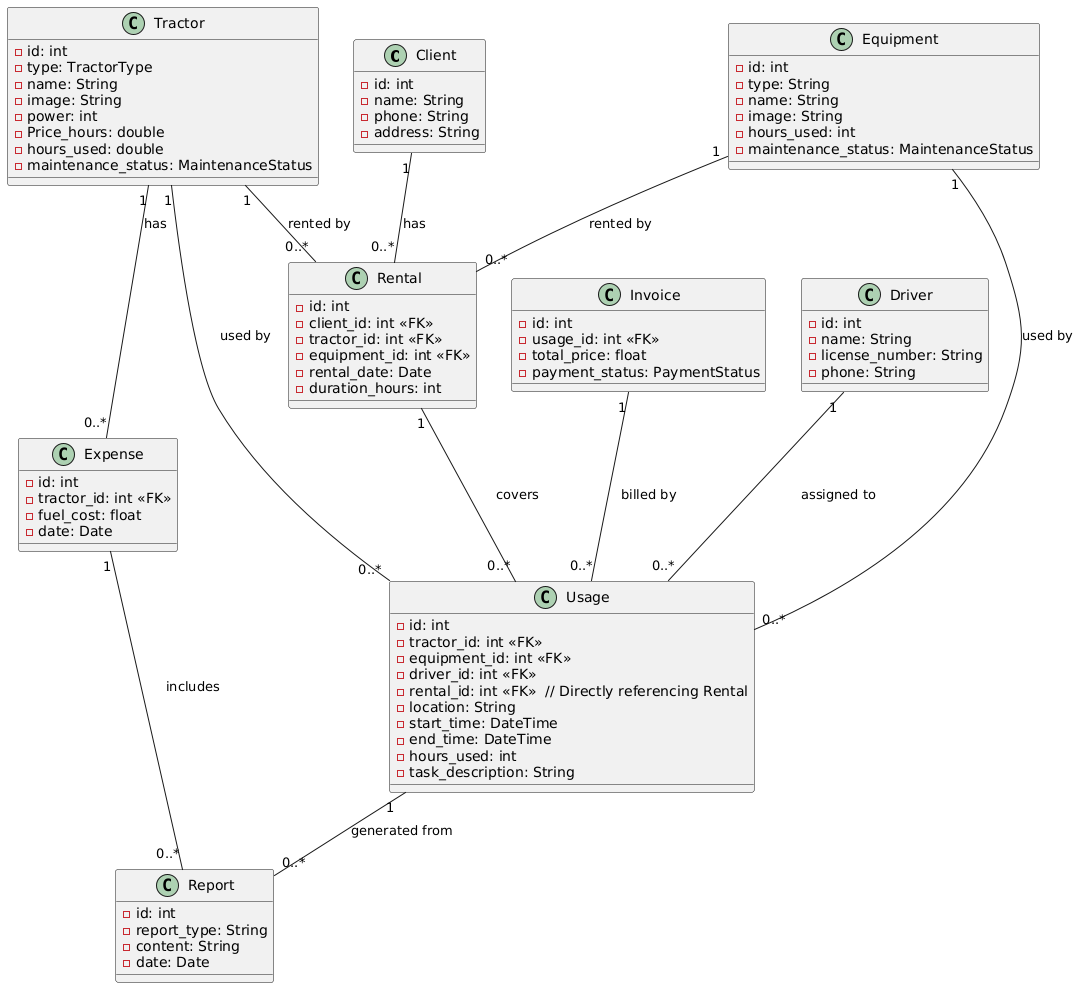 C Tractor
id: int
type: TractorType
name: String
image: String
power: int
Price_hours: double
hours_used: double
maintenance_status: MaintenanceStatus
C Client
id: int
name: String
phone: String
address: String
C Equipment
id: int
type: String
name: String
image: String
hours_used: int
maintenance_status: MaintenanceStatus
1
1
1
1
1
1
has
rented by
has
rented by
0..*
0..*
0..*
C Rental
id: int
client_id: int «FK»
tractor_id: int «FK»
equipment_id: int «FK»
rental_date: Date
duration_hours: int
C Invoice
id: int
usage_id: int «FK»
total_price: float
payment_status: PaymentStatus
C Driver
id: int
name: String
license_number: String
phone: String
used by
used by
1
1
1
0..*
C Expense
id: int
tractor_id: int «FK»
fuel_cost: float
date: Date
covers
billed by
assigned to
1
0..*
0..*
0..*
0..*
0..*
C Usage
id: int
tractor_id: int «FK»
equipment_id: int «FK»
driver_id: int «FK»
rental_id: int «FK»  // Directly referencing Rental
location: String
start_time: DateTime
end_time: DateTime
hours_used: int
task_description: String
includes
1
generated from
0..*
0..*
C Report
id: int
report_type: String
content: String
date: Date